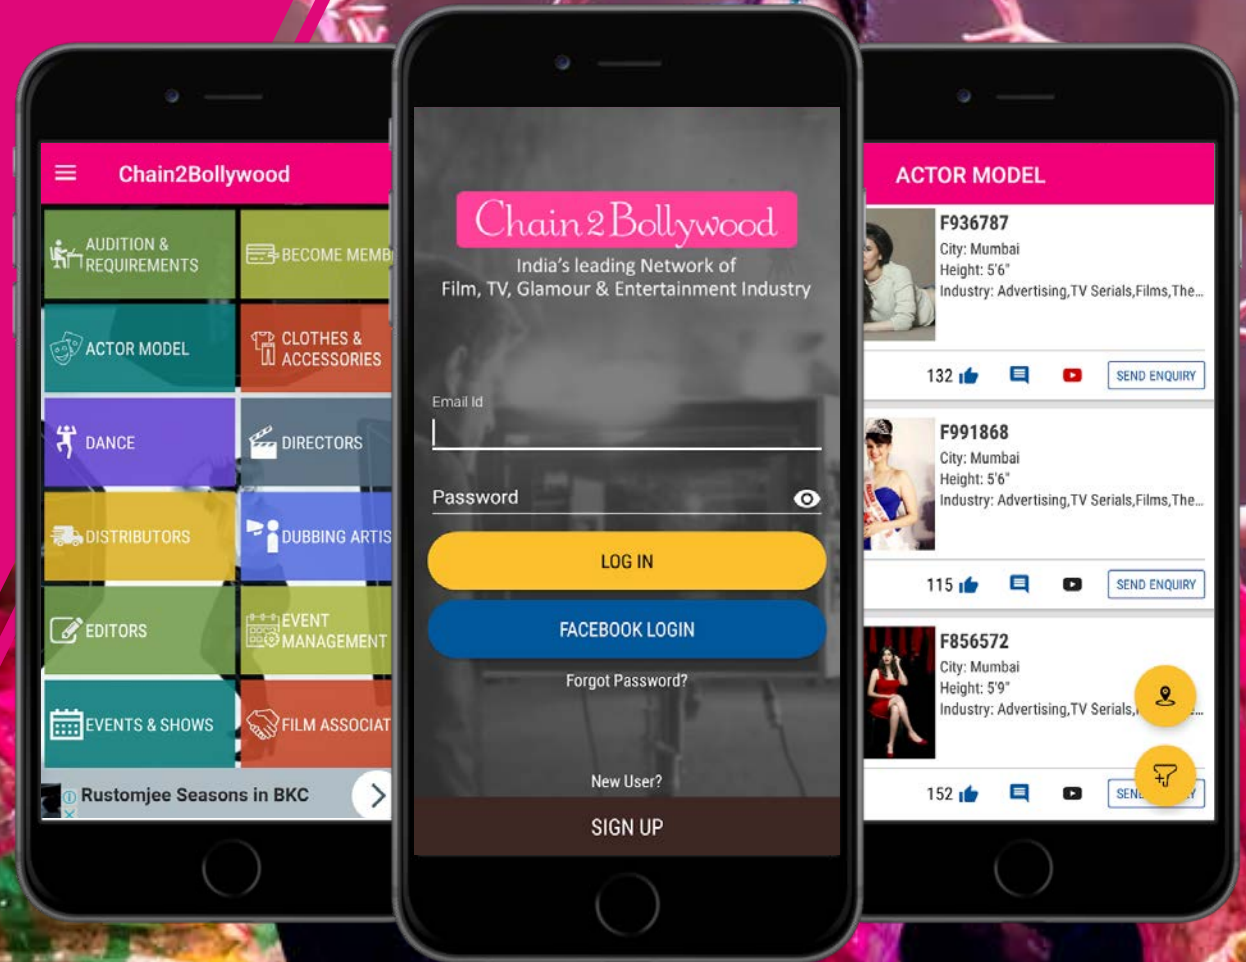 Chain2Bollywood
AUDITION &
REQUIREMENTS
BECOME MEMB
ACTOR MODEL
CLOTHES &
ACCESSORIES
DANCE
DIRECTORS
DISTRIBUTORS
DUBBING ARTIS
EDITORS
EVENT
MANAGEMENT
EVENTS & SHOWS
FILM ASSOCIAT
Rustomjee Seasons in BKC
Chain2Bollywood
India's leading Network of
Film, TV, Glamour & Entertainment Industry
Email Id
Password
LOG IN
FACEBOOK LOGIN
Forgot Password?
New User?
SIGN UP
ACTOR MODEL
F936787
City: Mumbai
Height: 5'6"
Industry: Advertising,TV Serials,Films,The...
132
SEND ENQUIRY
F991868
City: Mumbai
Height: 5'6"
Industry: Advertising,TV Serials,Films,The...
115
SEND ENQUIRY
F856572
City: Mumbai
Height: 5'9"
Industry: Advertising,TV Serials,
152